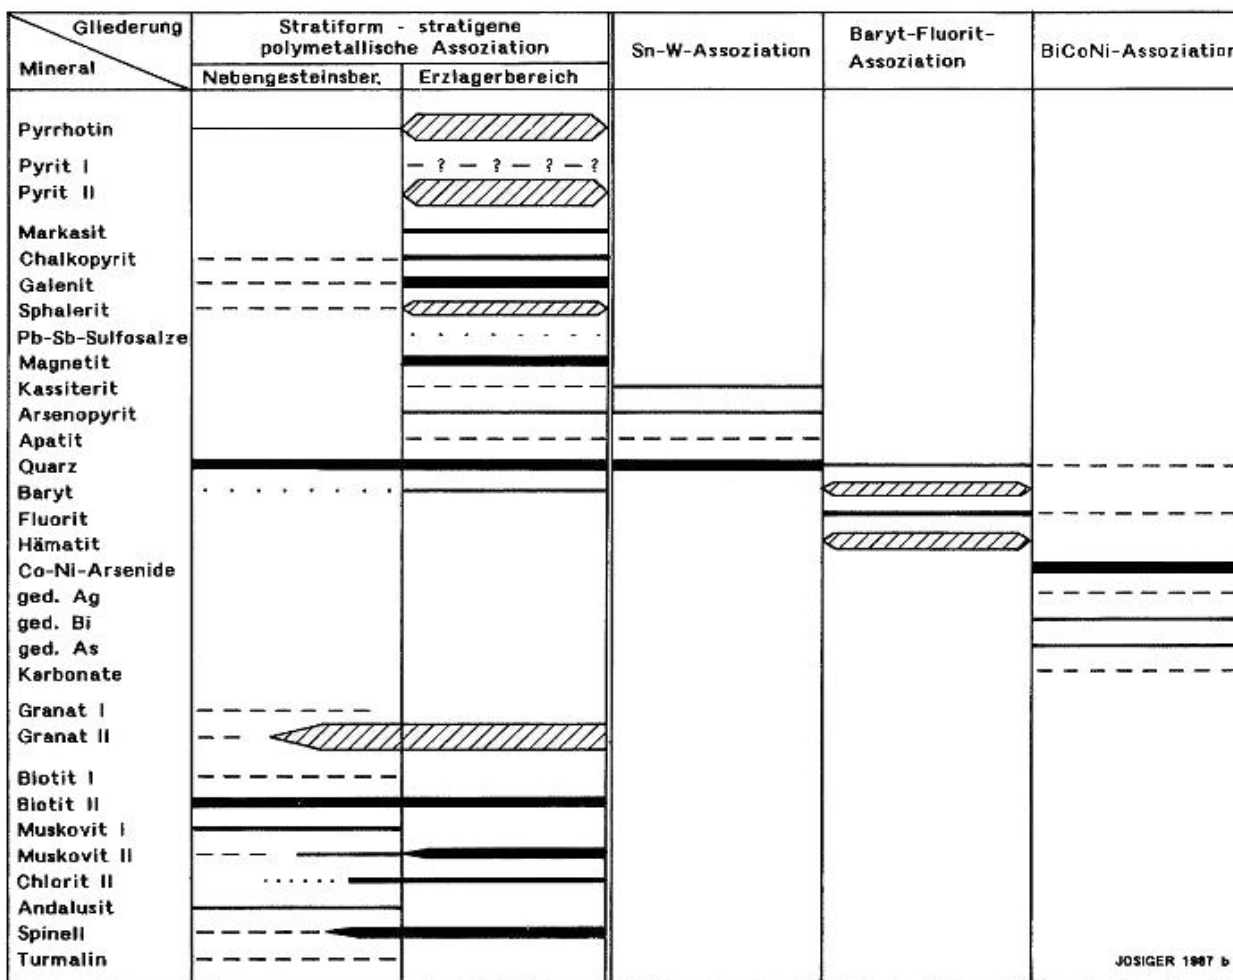 Gliederung
Mineral
Stratiform - stratigene
polymetallische Assoziation
Nebengesteinsber.
Erzlagerbereich
Sn-W-Assoziation
Baryt-Fluorit-
Assoziation
BiCoNi-Assoziation
Pyrrhotin
Pyrit I
? ? ? ?
Pyrit II
Markasit
Chalkopyrit
Galenit
Sphalerit
Pb-Sb-Sulfosalze
Magnetit
Kassiterit
Arsenopyrit
Apatit
Quarz
Baryt
Fluorit
Hämatit
Co-Ni-Arsenide
ged. Ag
ged. Bi
ged. As
Karbonate
Granat I
Granat II
Biotit I
Biotit II
Muskovit I
Muskovit II
Chlorit II
Andalusit
Spinell
Turmalin
JOSIGER 1987 b